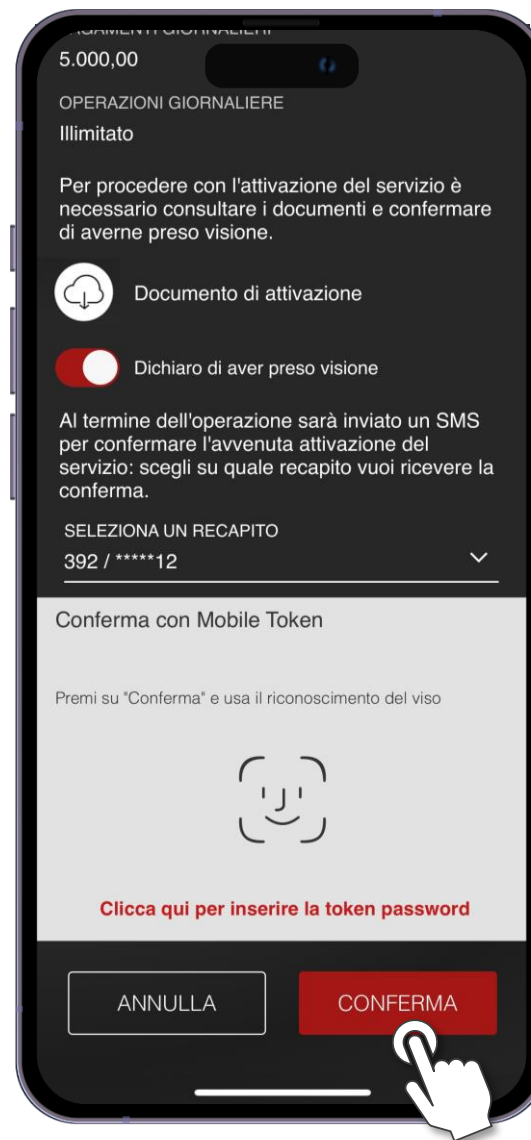 PAGAMENTI GIORNALIERI
5.000,00
OPERAZIONI GIORNALIERE
Illimitato
Per procedere con l'attivazione del servizio è
necessario consultare i documenti e confermare
di averne preso visione.
Documento di attivazione
Dichiaro di aver preso visione
Al termine dell'operazione sarà inviato un SMS
per confermare l'avvenuta attivazione del
servizio: scegli su quale recapito vuoi ricevere la
conferma.
SELEZIONA UN RECAPITO
392 / *****12
Conferma con Mobile Token
Premi su "Conferma" e usa il riconoscimento del viso
Clicca qui per inserire la token password
ANNULLA
CONFERMA